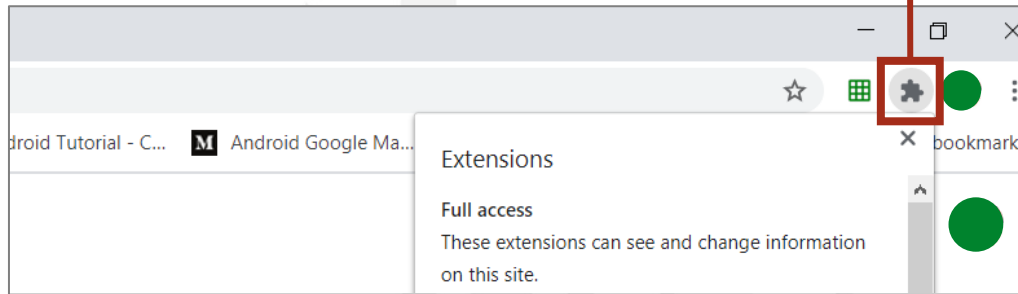 droid Tutorial - C... M Android Google Ma... bookmark
Extensions
Full access
These extensions can see and change information
on this site.